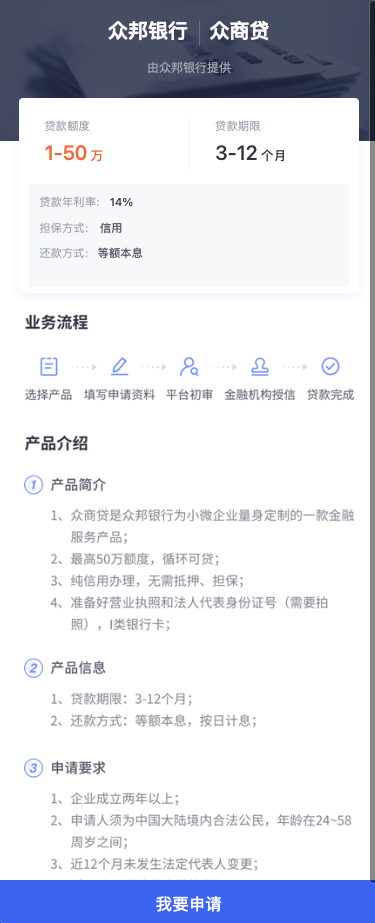 众邦银行 众商贷
由众邦银行提供
贷款额度 贷款期限
1-50 万 3-12 个月
贷款年利率: 14%
担保方式: 信用
还款方式: 等额本息
业务流程
选择产品 填写申请资料 平台初审 金融机构授信 贷款完成
产品介绍
1 产品简介
1、众商贷是众邦银行为小微企业量身定制的一款金融
服务产品；
2、最高50万额度，循环可贷；
3、纯信用办理，无需抵押、担保；
4、准备好营业执照和法人代表身份证号（需要拍
照），I类银行卡；
2 产品信息
1、贷款期限：3-12个月；
2、还款方式：等额本息，按日计息；
3 申请要求
1、企业成立两年以上；
2、申请人须为中国大陆境内合法公民，年龄在24~58
周岁之间；
3、近12个月未发生法定代表人变更；
我要申请